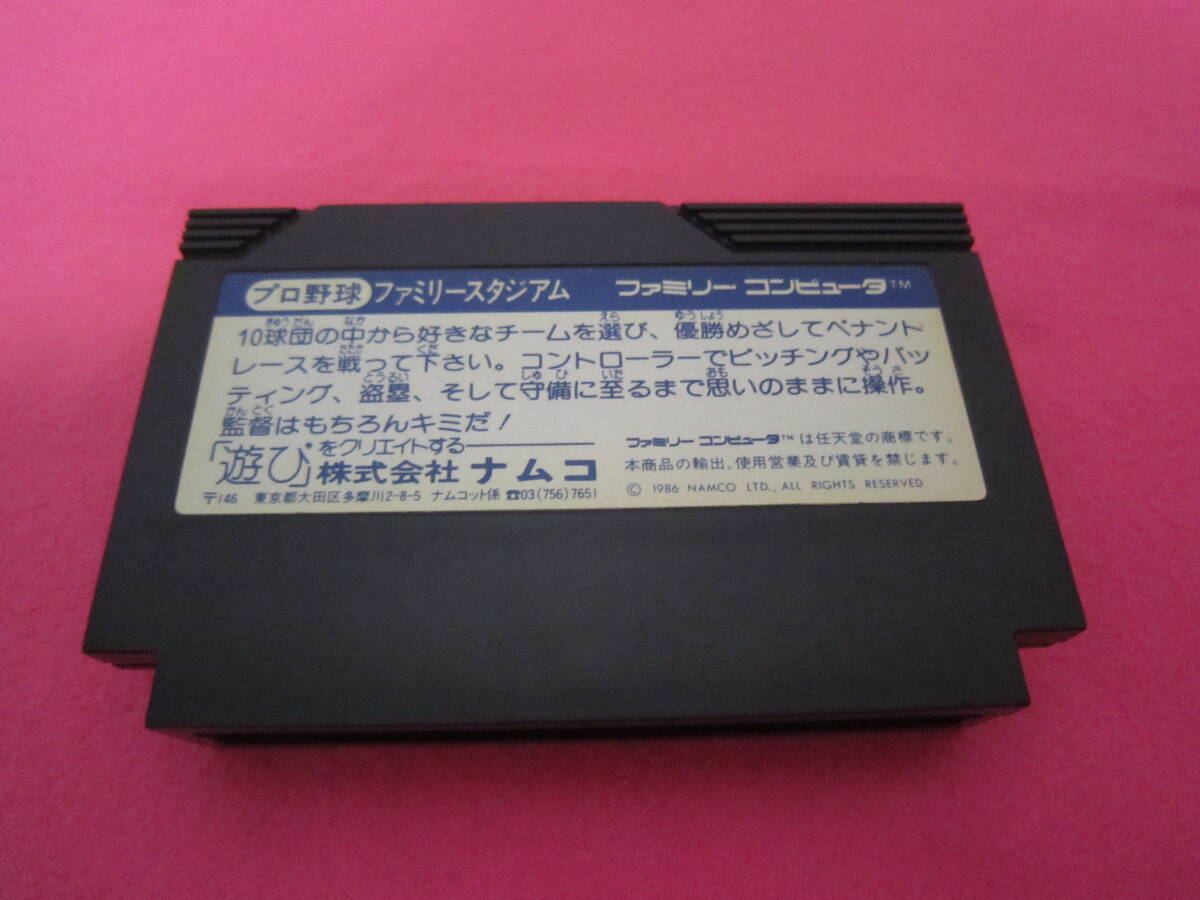 プロ野球 ファミリースタジアム ファミリー コンピュータ™
10球団の中から好きなチームを選び、優勝めざしてペナント
レースを戦って下さい。コントローラーでピッチングやバッ
ティング、盗塁、そして守備に至るまで思いのままに操作。
監督はもちろんキミだ!
「遊び」をクリエイトする
株式会社 ナムコ
〒146 東京都大田区多摩川2-8-5 ナムコット係 ☎03(756)7651
ファミリー コンピュータ™ は任天堂の商標です。
本商品の輸出、使用営業及び賃貸を禁じます。
© 1986 NAMCO LTD., ALL RIGHTS RESERVED